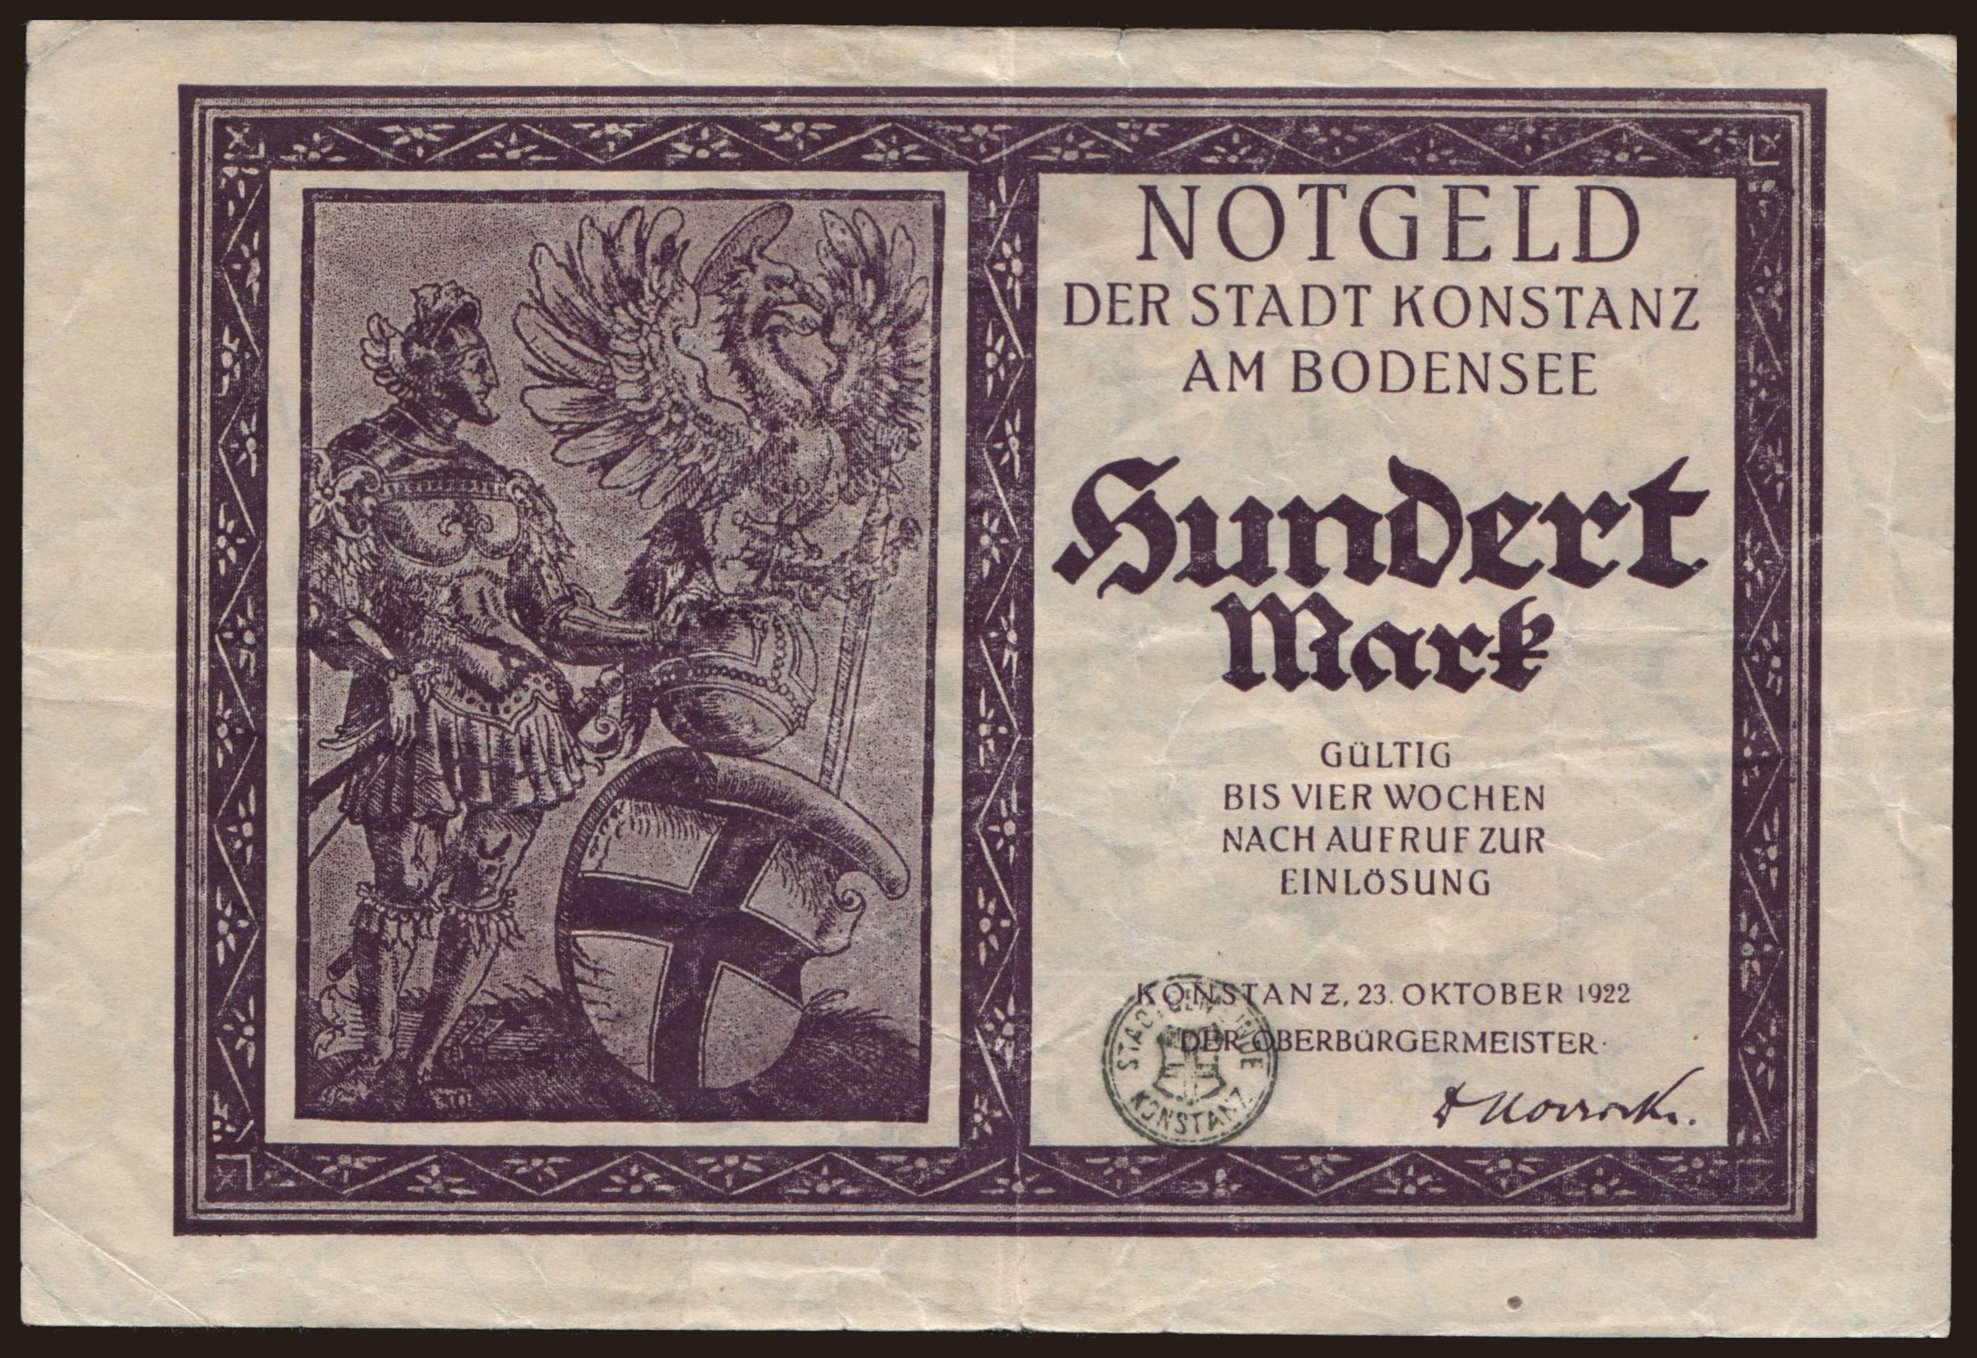 NOTGELD
DER STADT KONSTANZ
AM BODENSEE
Hundert
Mark
GÜLTIG
BIS VIER WOCHEN
NACH AUFRUF ZUR
EINLÖSUNG
KONSTANZ, 23. OKTOBER 1922
DER OBERBÜRGERMEISTER
STADTGEMEINDE
KONSTANZ